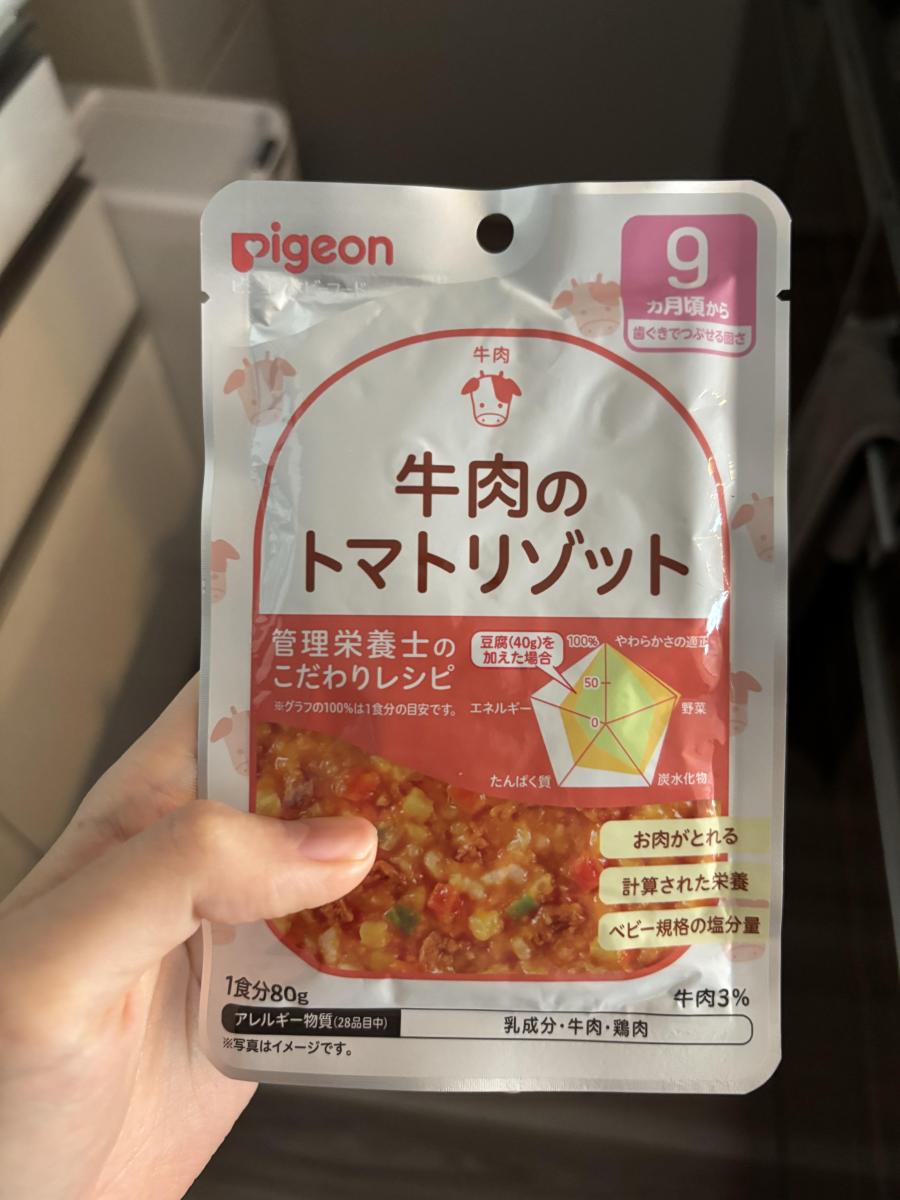 pigeon
9
カ月頃から
歯ぐきでつぶせる固さ
牛肉
牛肉の
トマトリゾット
管理栄養士の
こだわりレシピ
※グラフの100%は1食分の目安です。
豆腐(40g)を
加えた場合
100%
やわらかさの適正
50
0
エネルギー
野菜
たんぱく質
炭水化物
お肉がとれる
計算された栄養
ベビー規格の塩分量
1食分80g
牛肉3%
アレルギー物質(28品目中)
乳成分・牛肉・鶏肉
※写真はイメージです。